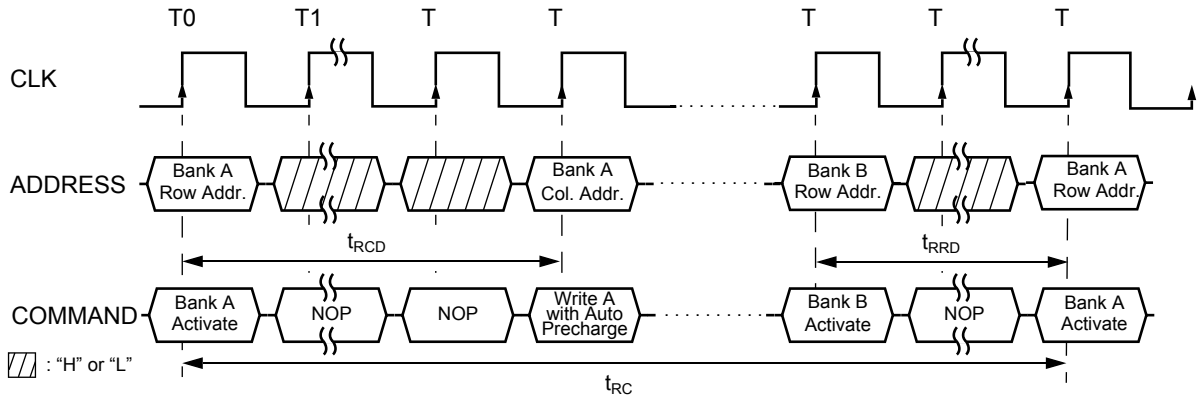 T0 T1 T T T T T
CLK
ADDRESS
Bank A
Row Addr.
Bank A
Col. Addr.
Bank B
Row Addr.
Bank A
Row Addr.
tRCD
tRRD
COMMAND
Bank A
Activate
NOP
NOP
Write A
with Auto
Precharge
Bank B
Activate
NOP
Bank A
Activate
: “H” or “L”
tRC